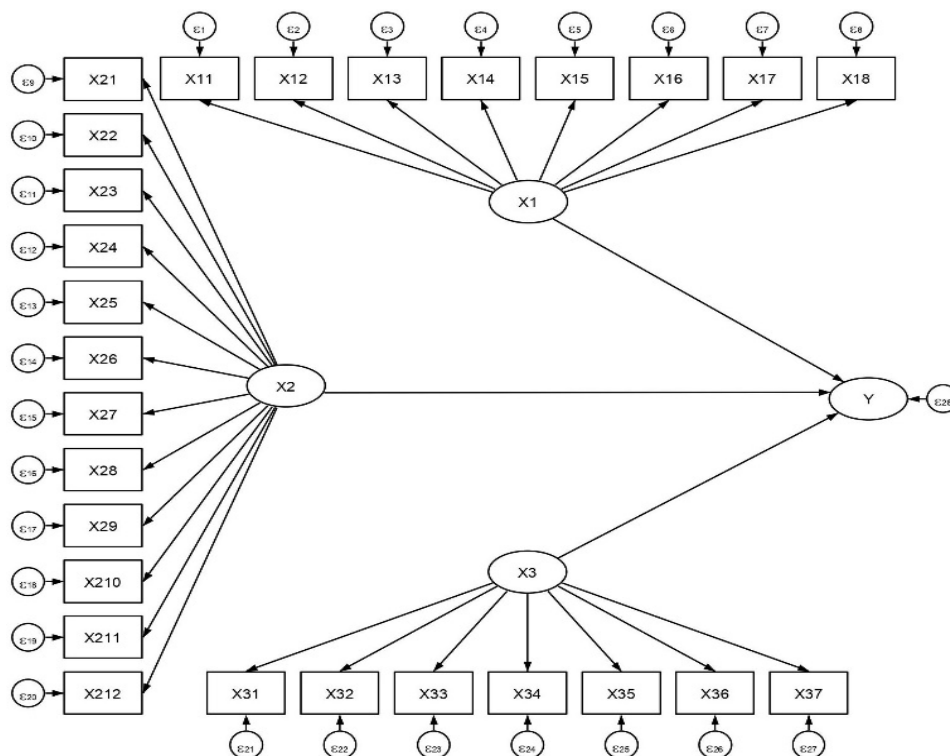 ε1 ε2 ε3 ε4 ε5 ε6 ε7 ε8
X11 X12 X13 X14 X15 X16 X17 X18
ε9 X21
ε10 X22
ε11 X23
X1
ε12 X24
ε13 X25
ε14 X26
X2
Y ε28
ε15 X27
ε16 X28
ε17 X29
X3
ε18 X210
ε19 X211
ε20 X212
X31 X32 X33 X34 X35 X36 X37
ε21 ε22 ε23 ε24 ε25 ε26 ε27